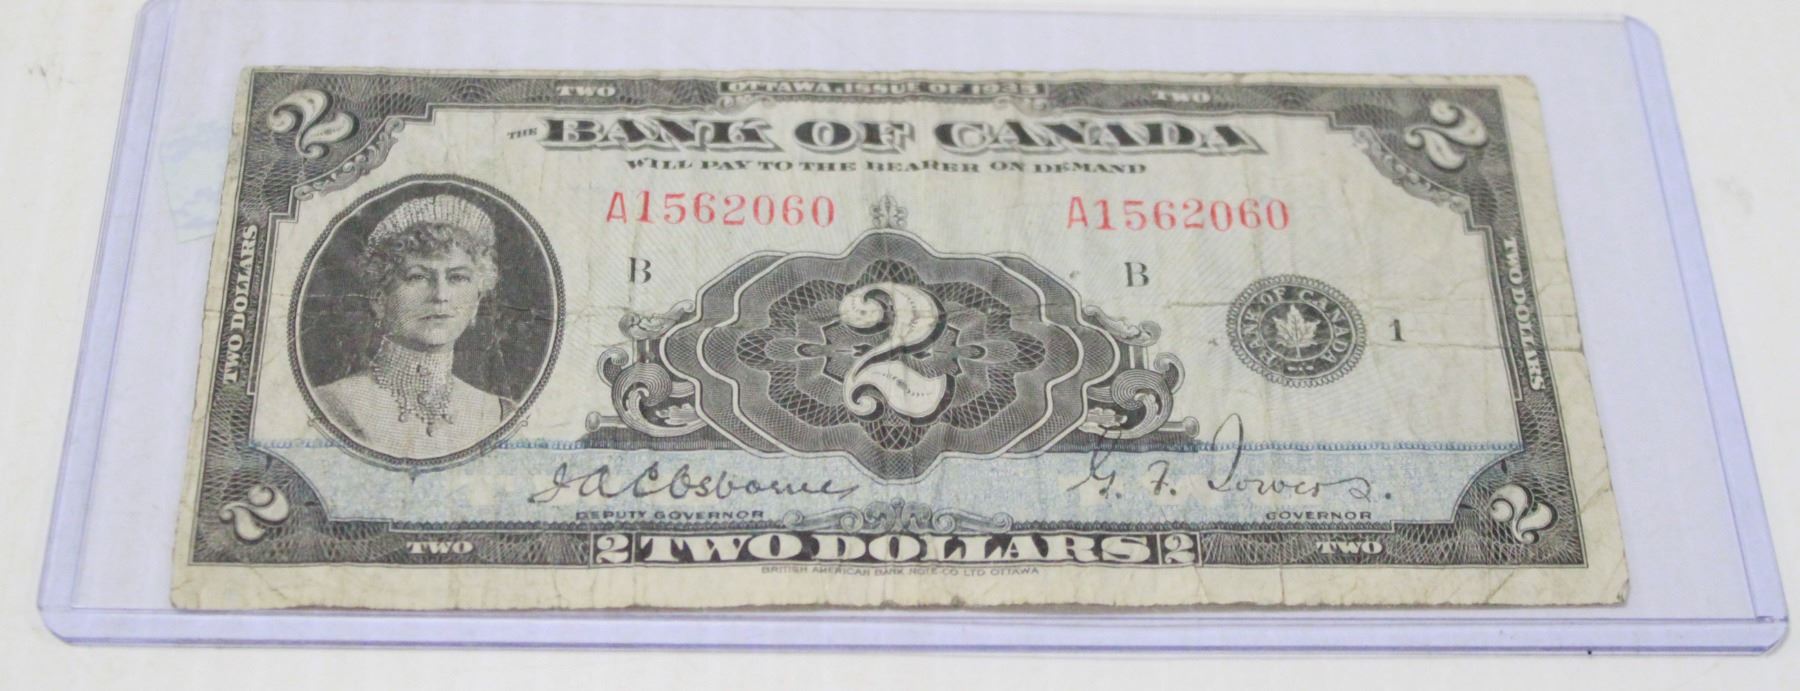 TWO OTTAWA, ISSUE OF 1935 TWO
2 2
THE BANK OF CANADA
WILL PAY TO THE BEARER ON DEMAND
A1562060 A1562060
B B
TWO DOLLARS
2
BANK OF CANADA
1
TWO DOLLARS
J.A.C. Osborne G. F. Towers.
DEPUTY GOVERNOR GOVERNOR
2 2
TWO 2 TWO DOLLARS 2 TWO
BRITISH AMERICAN BANK NOTE CO LTD OTTAWA